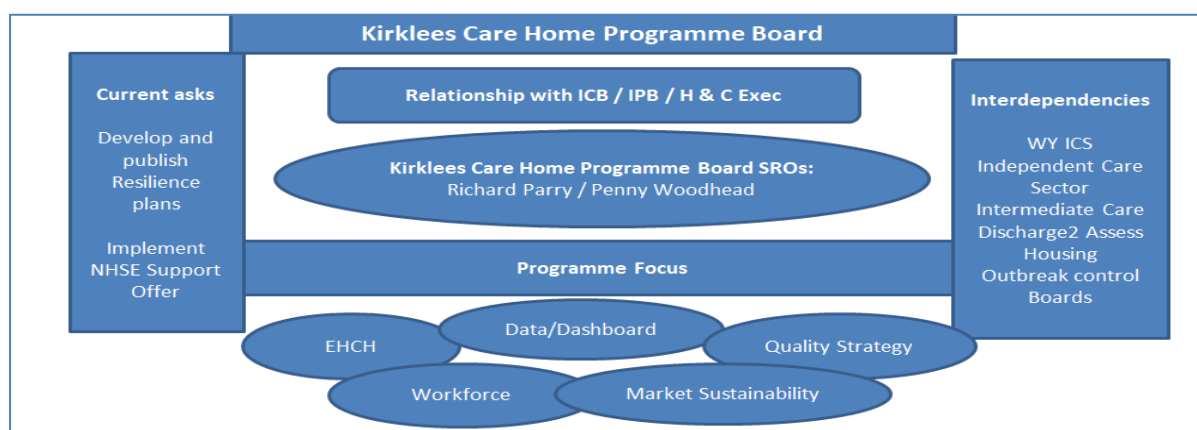 Kirklees Care Home Programme Board
Current asks
Develop and
publish
Resilience
plans
Implement
NHSE Support
Offer
Relationship with ICB / IPB / H & C Exec
Kirklees Care Home Programme Board SROs:
Richard Parry / Penny Woodhead
Interdependencies
WY ICS
Independent Care
Sector
Intermediate Care
Discharge2 Assess
Housing
Outbreak control
Boards
Programme Focus
EHCH
Data/Dashboard
Quality Strategy
Workforce
Market Sustainability